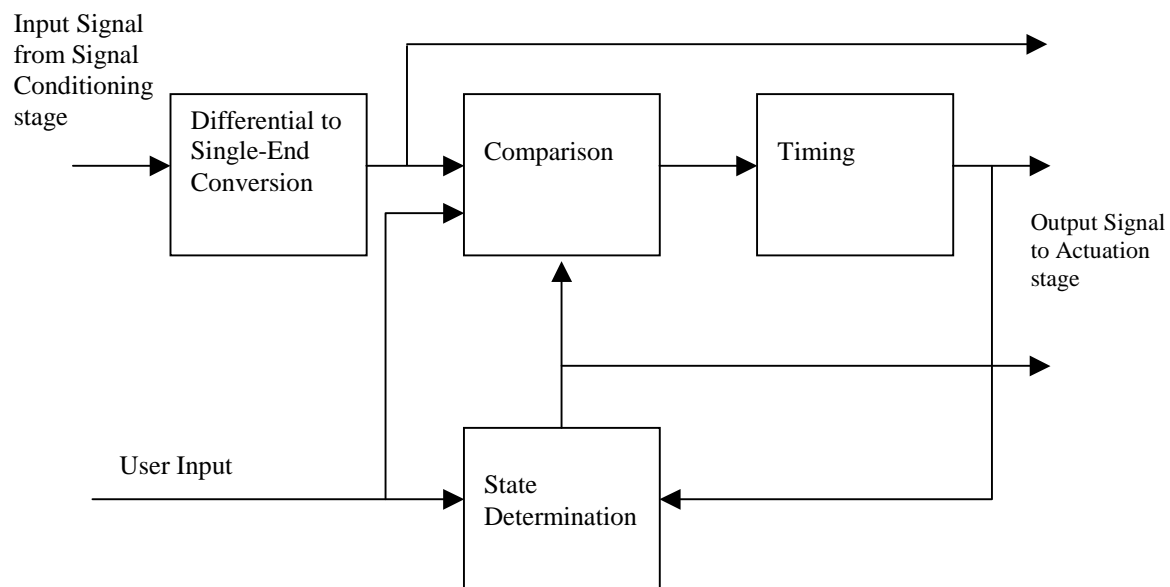 Input Signal
from Signal
Conditioning
stage
Differential to
Single-End
Conversion
Comparison
Timing
Output Signal
to Actuation
stage
User Input
State
Determination